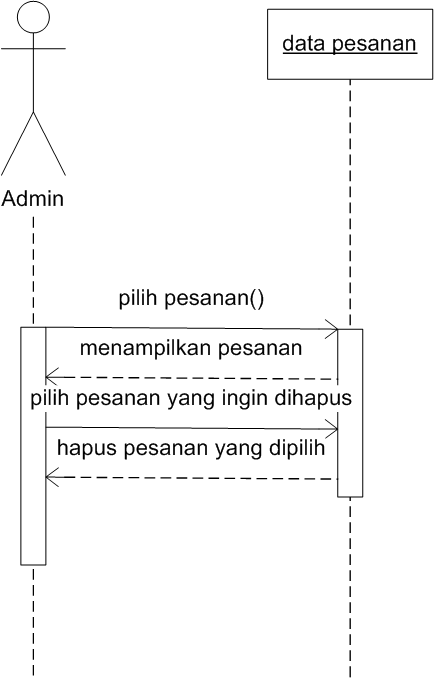 data pesanan
Admin
pilih pesanan()
menampilkan pesanan
pilih pesanan yang ingin dihapus
hapus pesanan yang dipilih